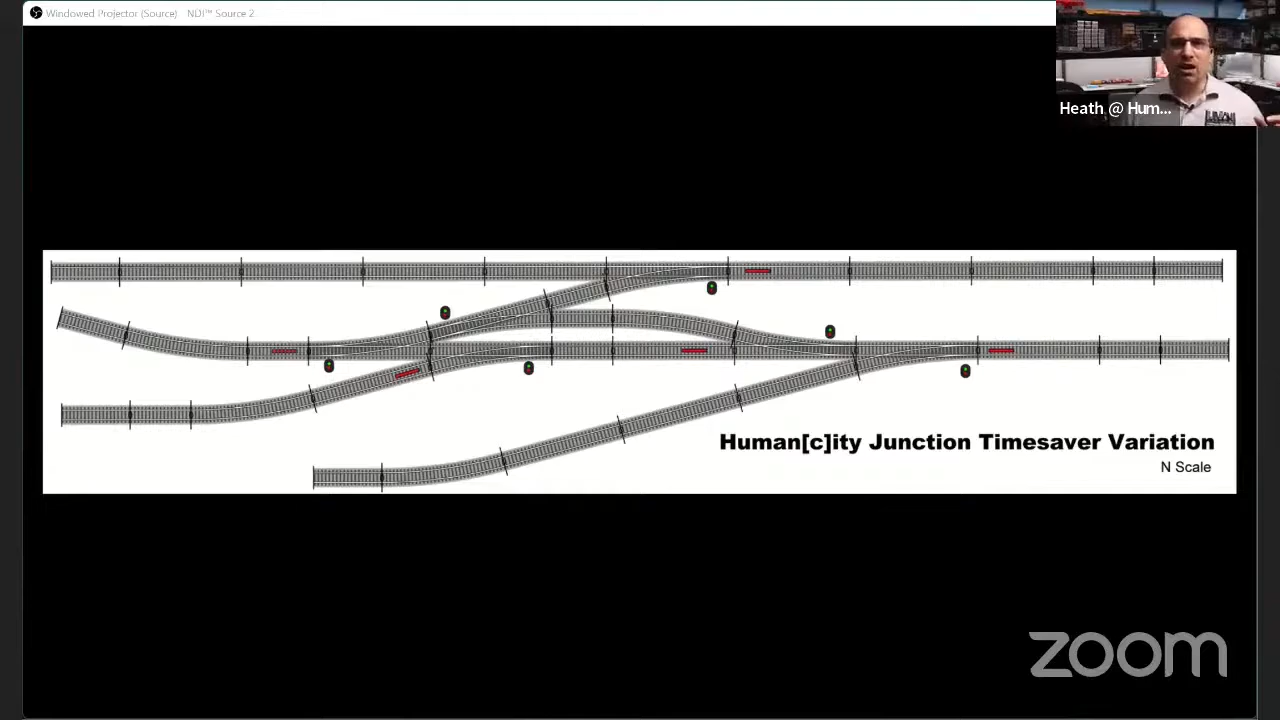 Windowed Projector (Source) - NDI™ Source 2
Heath @ Hum...
Human[c]ity Junction Timesaver Variation
N Scale
zoom